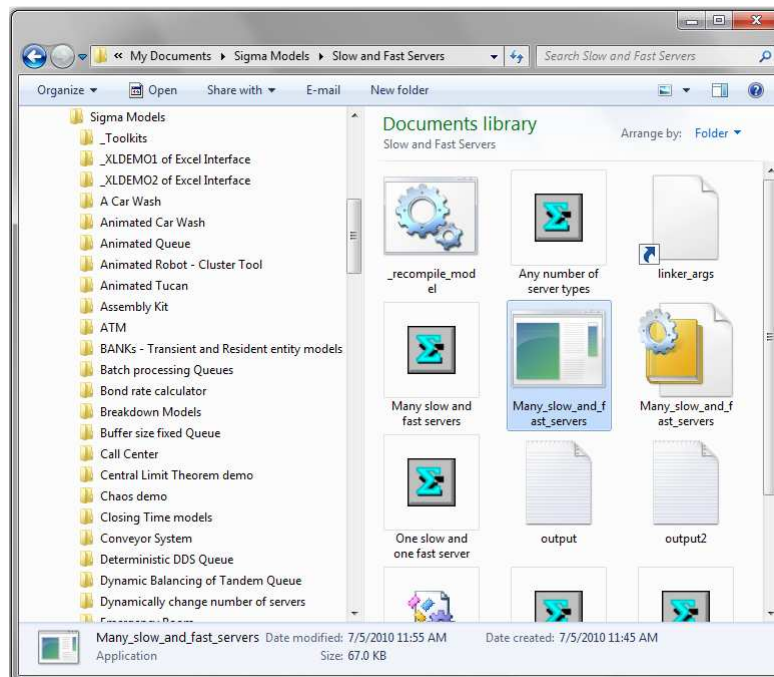 « My Documents ▸ Sigma Models ▸ Slow and Fast Servers
Search Slow and Fast Servers
Organize Open Share with E-mail New folder
Sigma Models
_Toolkits
_XLDEMO1 of Excel Interface
_XLDEMO2 of Excel Interface
A Car Wash
Animated Car Wash
Animated Queue
Animated Robot - Cluster Tool
Animated Tucan
Assembly Kit
ATM
BANKs - Transient and Resident entity models
Batch processing Queues
Bond rate calculator
Breakdown Models
Buffer size fixed Queue
Call Center
Central Limit Theorem demo
Chaos demo
Closing Time models
Conveyor System
Deterministic DDS Queue
Dynamic Balancing of Tandem Queue
Dynamically change number of servers
Documents library
Slow and Fast Servers
Arrange by: Folder
_recompile_mod
el
Any number of
server types
linker_args
Many slow and
fast servers
Many_slow_and_f
ast_servers
Many_slow_and_f
ast_servers
One slow and
one fast server
output
output2
Many_slow_and_fast_servers Date modified: 7/5/2010 11:55 AM Date created: 7/5/2010 11:45 AM
Application Size: 67.0 KB